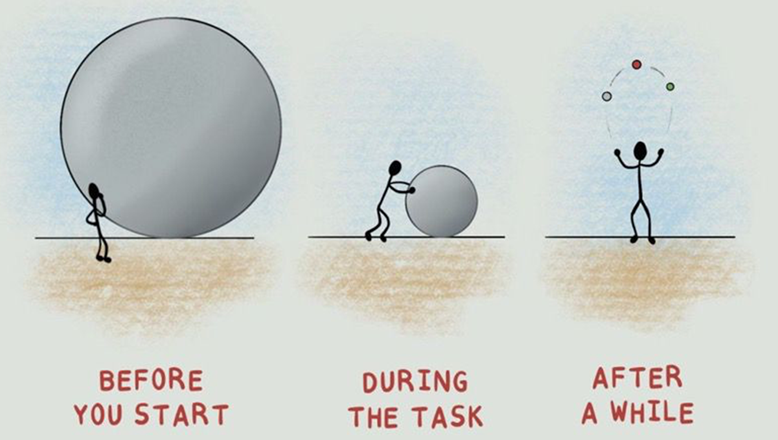 BEFORE
YOU START
DURING
THE TASK
AFTER
A WHILE